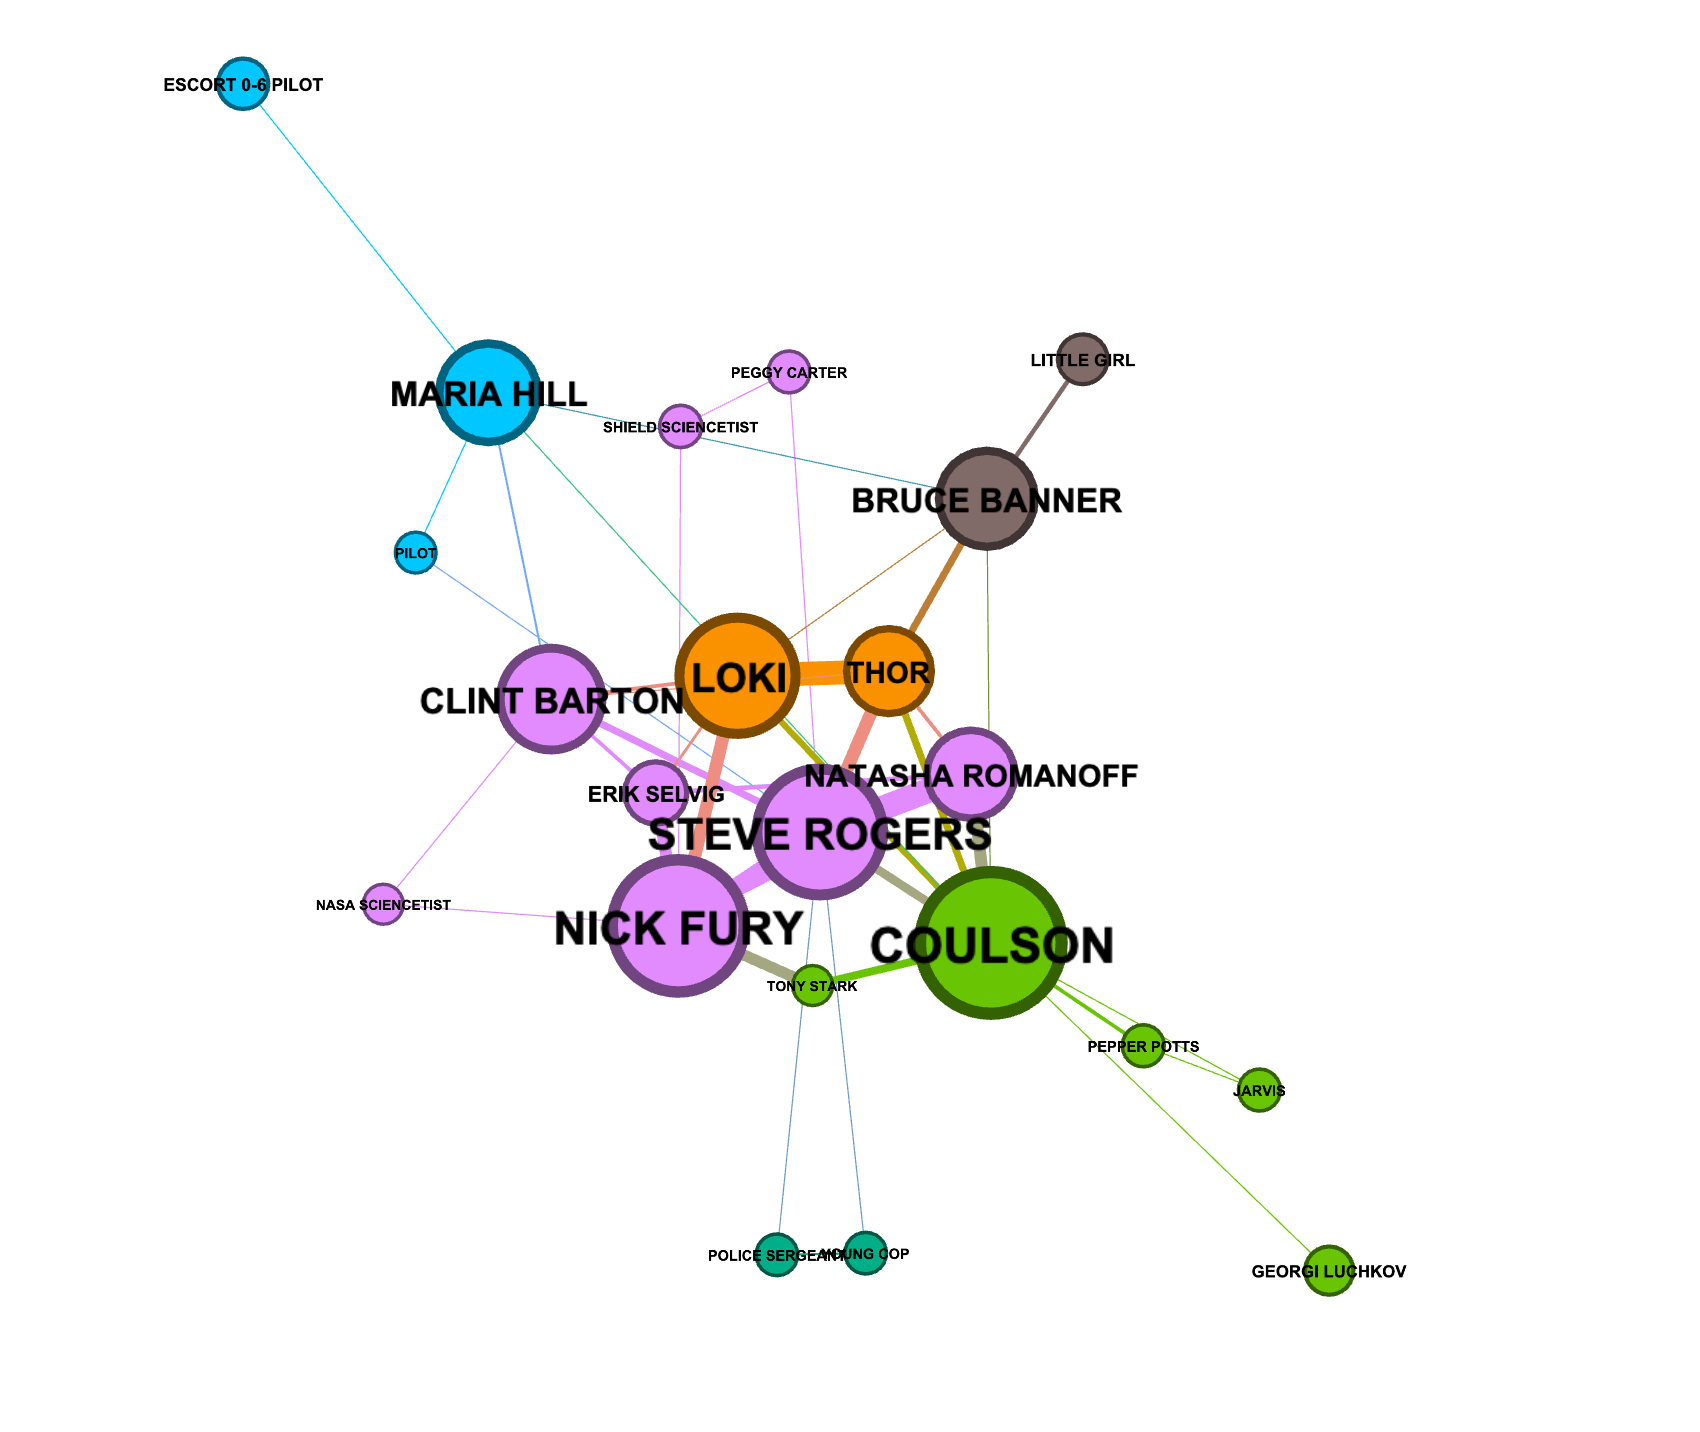 ESCORT 0-6 PILOT
LITTLE GIRL
PEGGY CARTER
MARIA HILL
SHIELD SCIENCETIST
BRUCE BANNER
PILOT
THOR
LOKI
CLINT BARTON
NATASHA ROMANOFF
ERIK SELVIG
STEVE ROGERS
NASA SCIENCETIST
NICK FURY
COULSON
TONY STARK
PEPPER POTTS
JARVIS
POLICE SERGEANT
YOUNG COP
GEORGI LUCHKOV